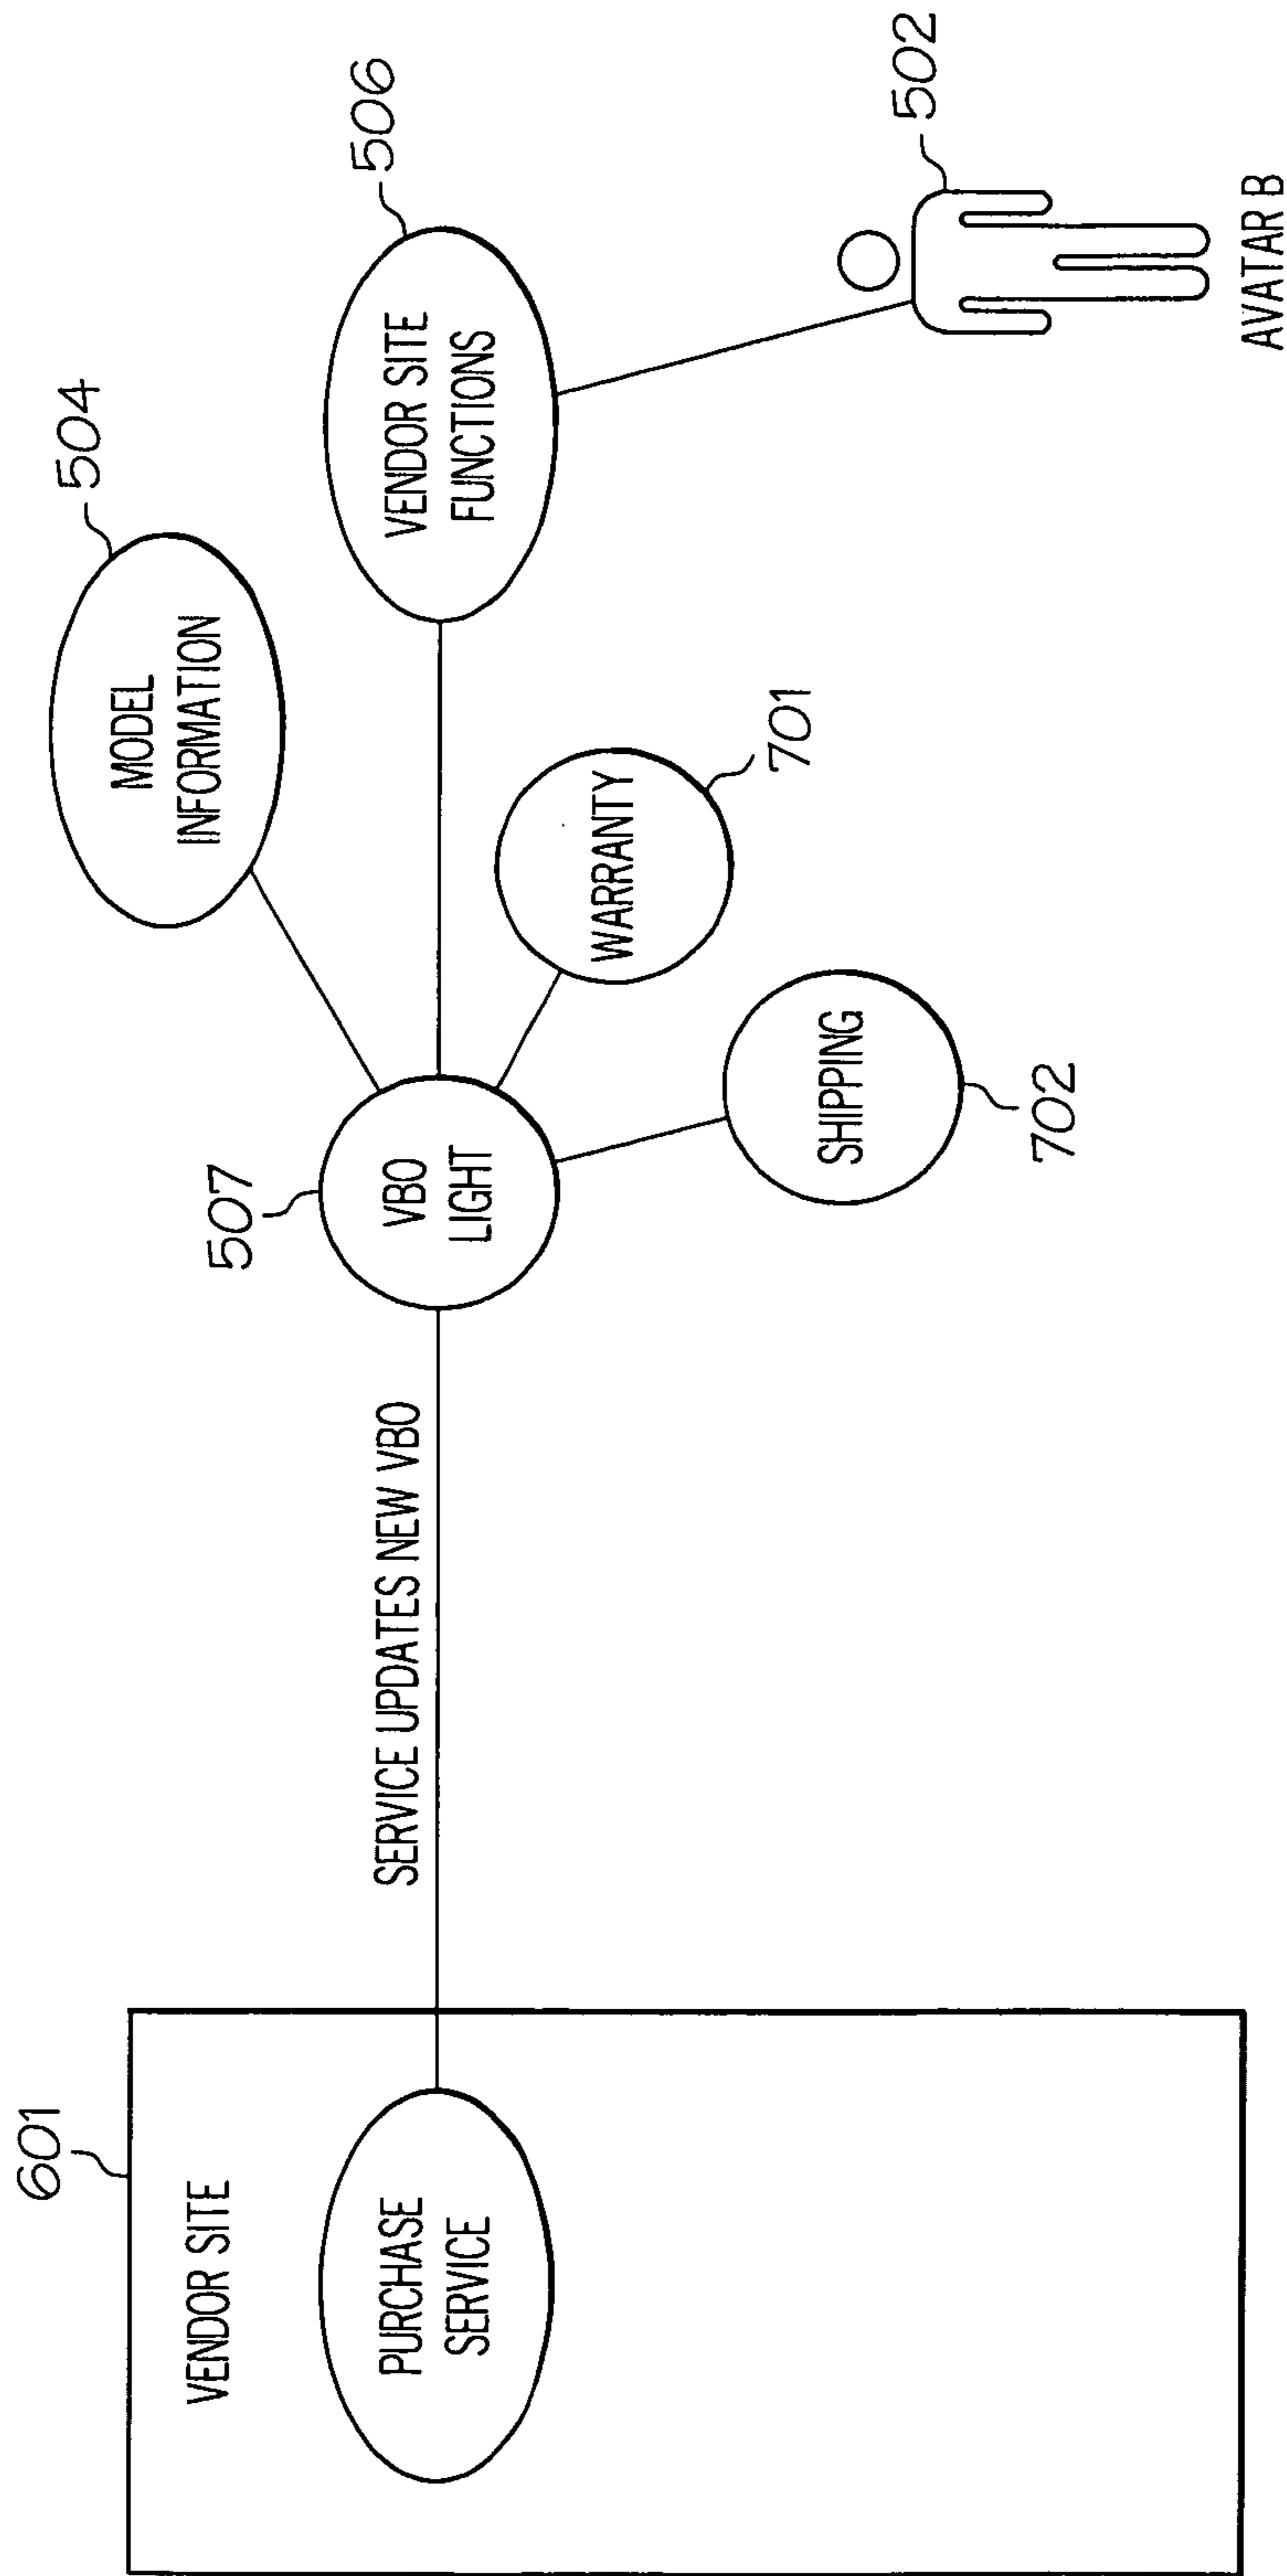 601
VENDOR SITE
PURCHASE
SERVICE
SERVICE UPDATES NEW VBO
507
VBO
LIGHT
MODEL
INFORMATION
504
VENDOR SITE
FUNCTIONS
506
WARRANTY
701
SHIPPING
702
502
AVATAR B